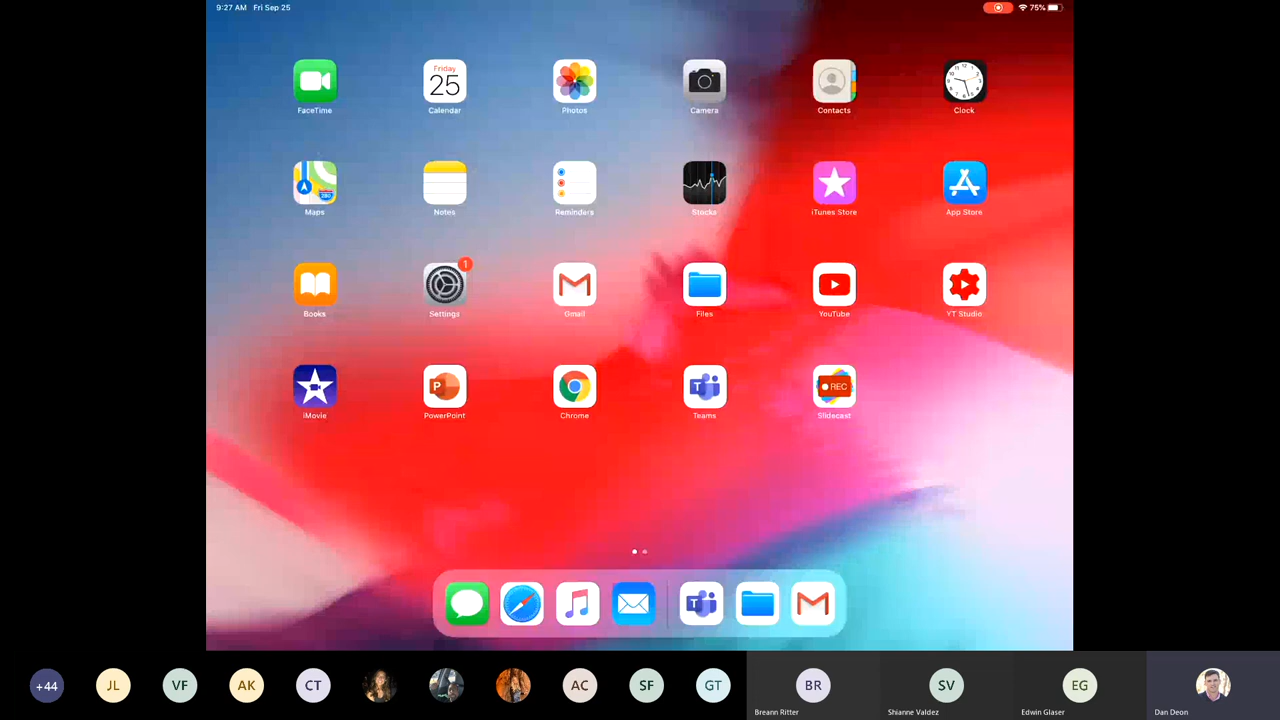 9:27 AM Fri Sep 25
75%
FaceTime
Friday
25
Calendar
Photos
Camera
Contacts
Clock
Maps
280
Notes
Reminders
Stocks
iTunes Store
App Store
Books
1
Settings
Gmail
Files
YouTube
YT Studio
iMovie
P
PowerPoint
Chrome
T
Teams
REC
Slidecast
T
+44
JL
VF
AK
CT
AC
SF
GT
BR
Breann Ritter
SV
Shianne Valdez
EG
Edwin Glaser
Dan Deon